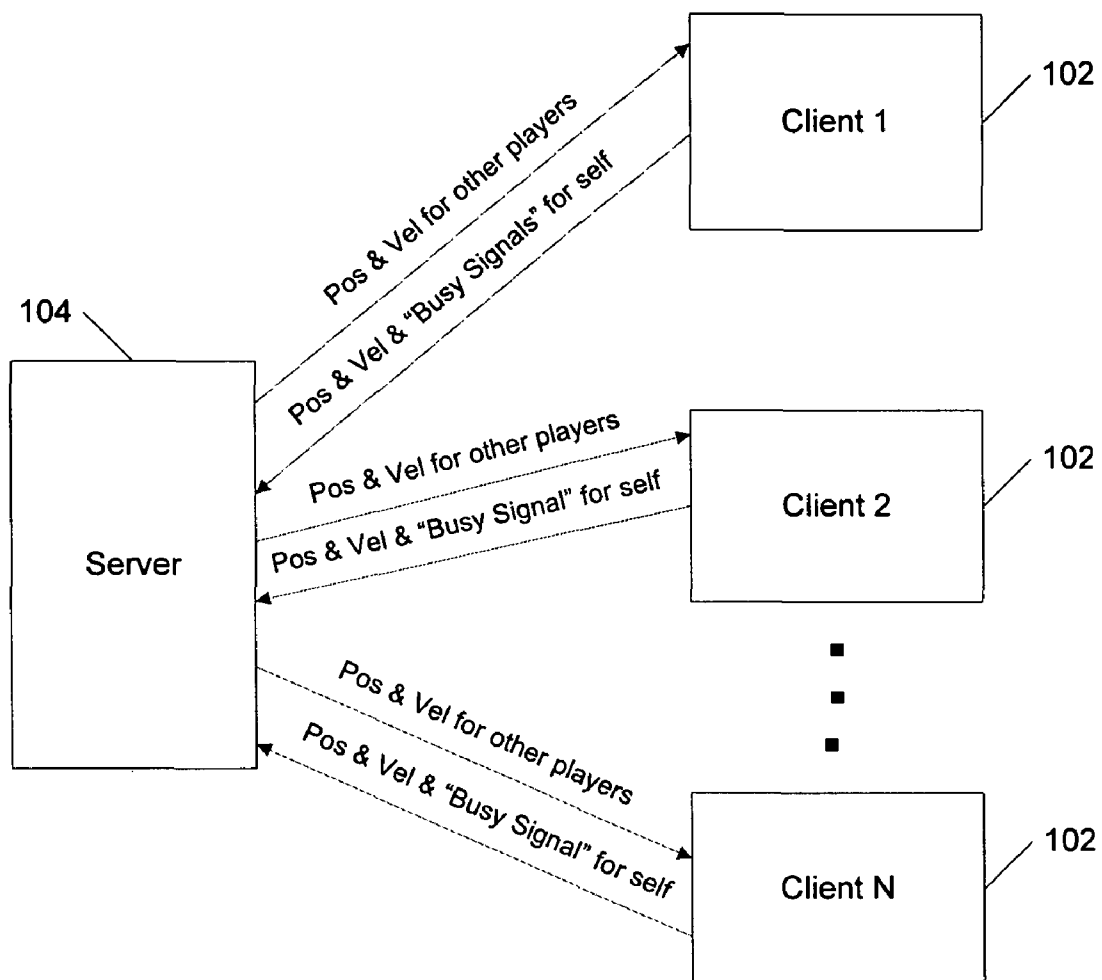 102
Client 1
Pos & Vel for other players
Pos & Vel & “Busy Signals” for self
104
Server
Pos & Vel for other players
Pos & Vel & “Busy Signal” for self
102
Client 2
Pos & Vel for other players
Pos & Vel & “Busy Signal” for self
102
Client N